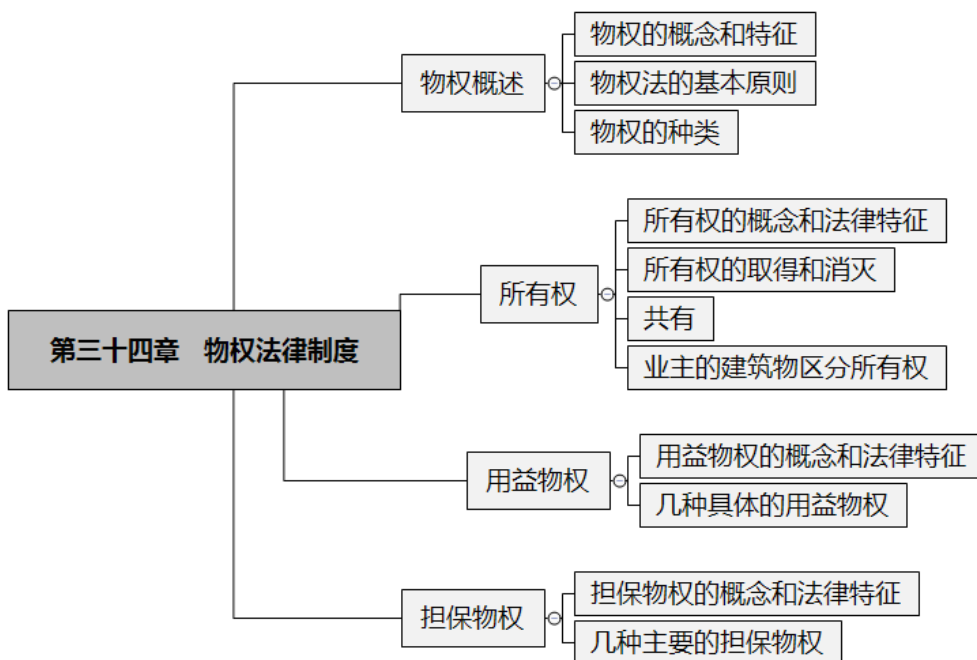 第三十四章　物权法律制度
物权概述
物权的概念和特征
物权法的基本原则
物权的种类
所有权
所有权的概念和法律特征
所有权的取得和消灭
共有
业主的建筑物区分所有权
用益物权
用益物权的概念和法律特征
几种具体的用益物权
担保物权
担保物权的概念和法律特征
几种主要的担保物权